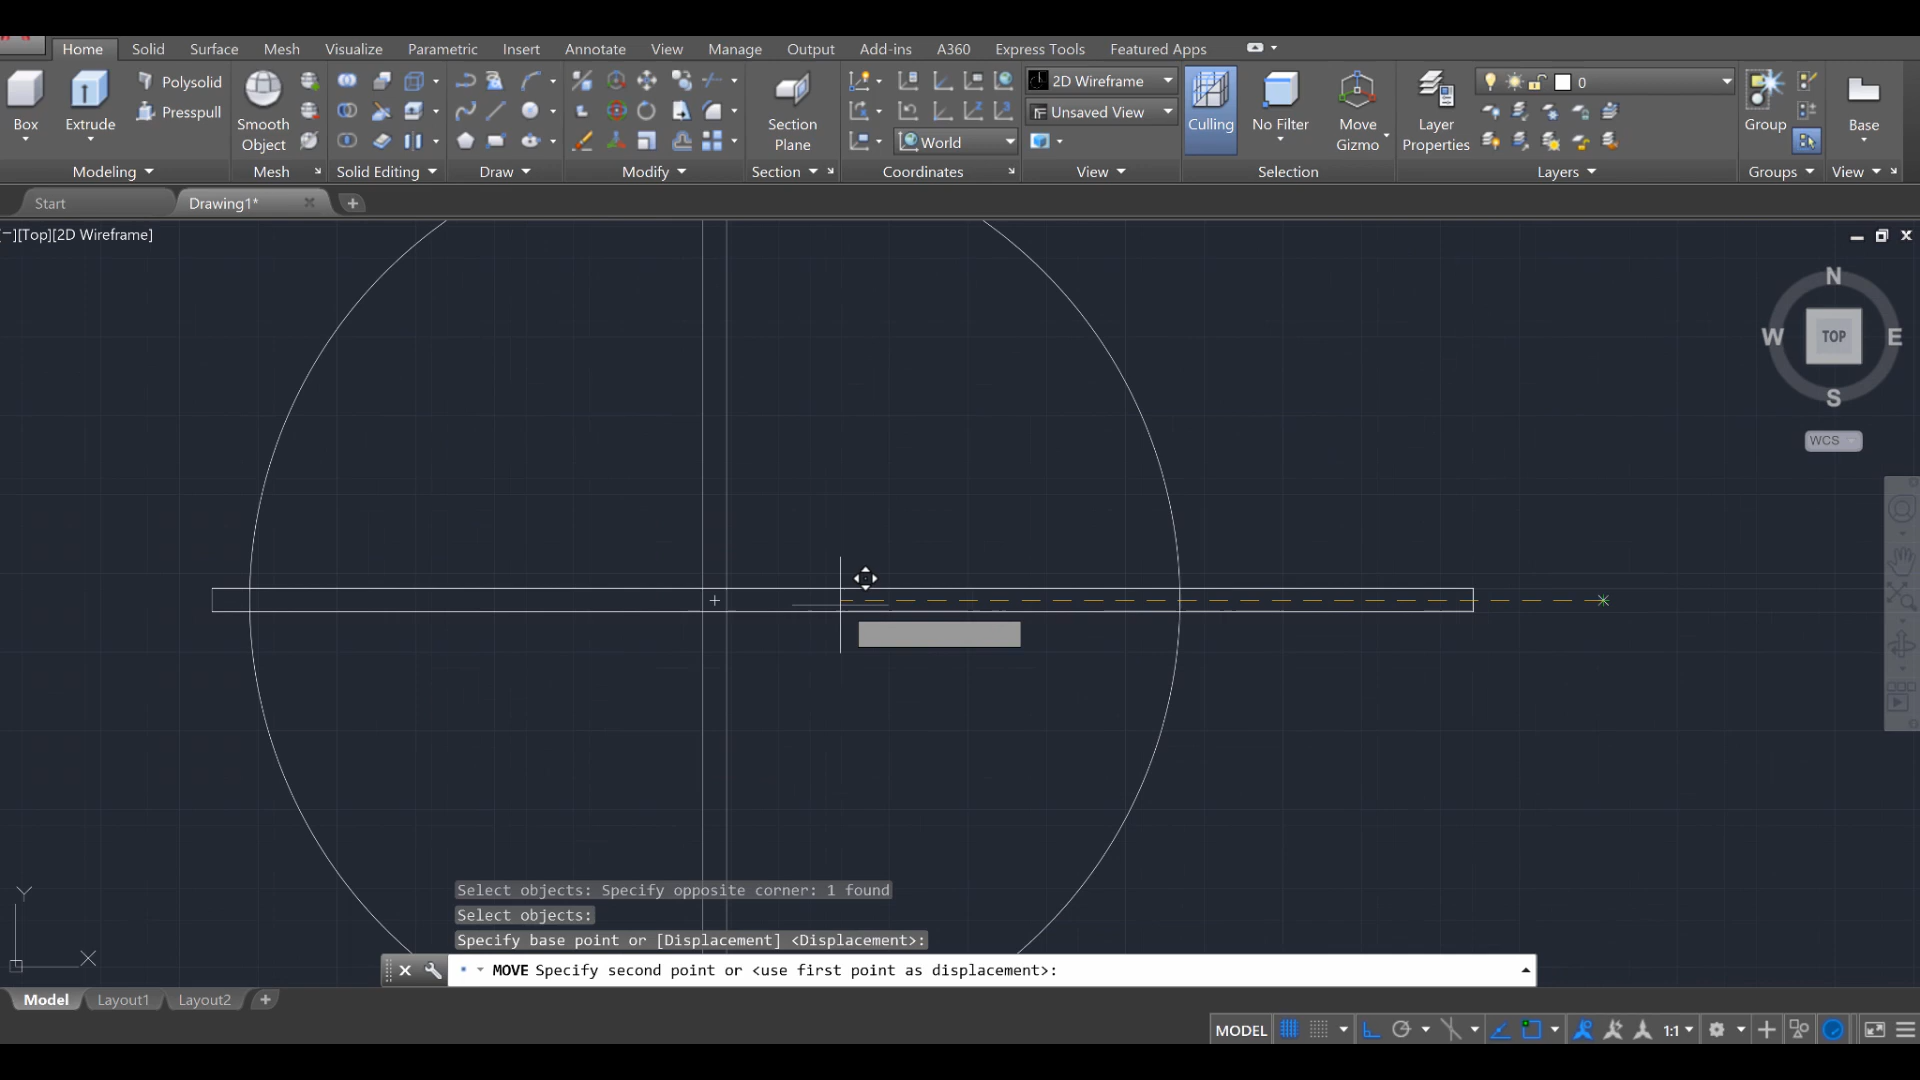 Home Solid Surface Mesh Visualize Parametric Insert Annotate View Manage Output Add-ins A360 Express Tools Featured Apps
Box
Extrude
Polysolid
Presspull
Smooth
Object
Section
Plane
World
2D Wireframe
Unsaved View
Culling
No Filter
Move
Gizmo
Layer
Properties
0
Group
Base
Modeling Mesh Solid Editing Draw Modify Section Coordinates View Selection Layers Groups View
Start Drawing1*
[Top][2D Wireframe]
N
W TOP E
S
WCS
Y
X
Select objects: Specify opposite corner: 1 found
Select objects:
Specify base point or [Displacement] <Displacement>:
MOVE Specify second point or <use first point as displacement>:
Model Layout1 Layout2
MODEL 1:1